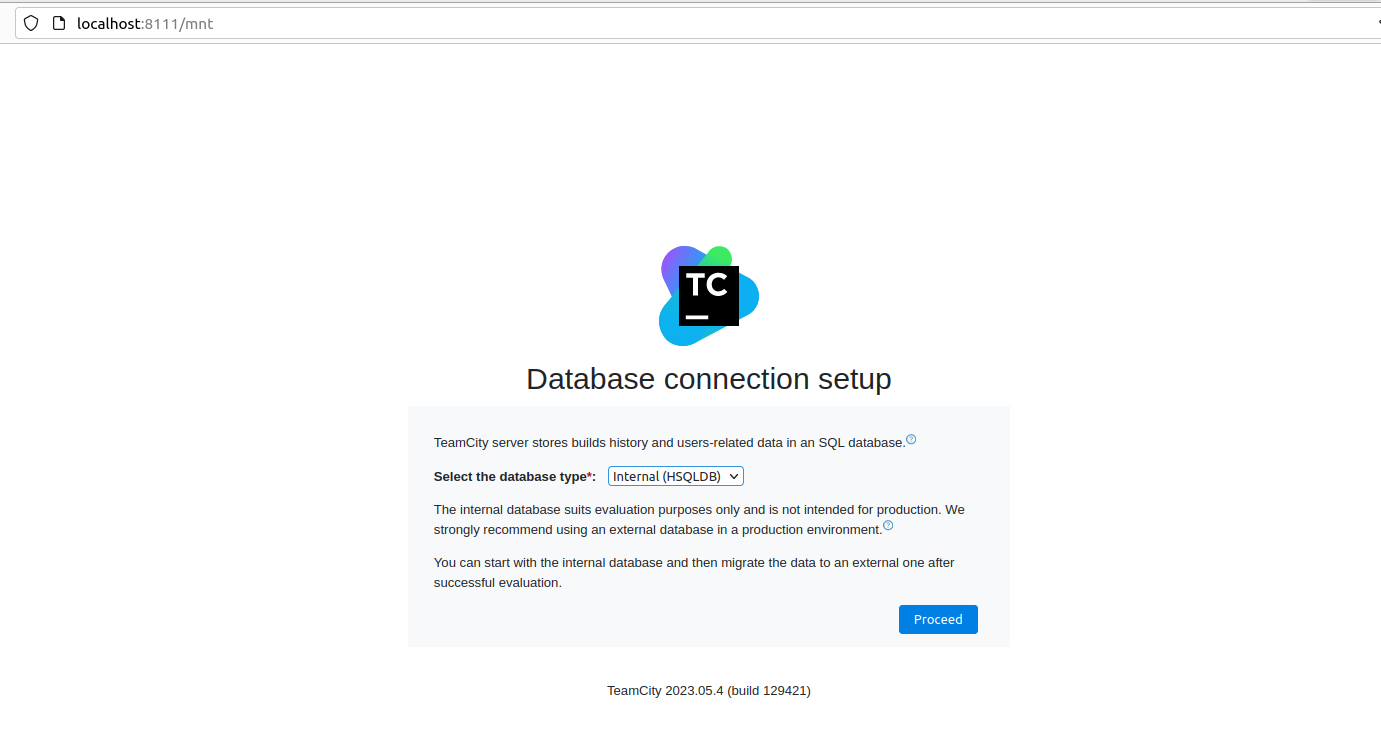 localhost:8111/mnt
TC
Database connection setup
TeamCity server stores builds history and users-related data in an SQL database.?
Select the database type*: Internal (HSQLDB)
The internal database suits evaluation purposes only and is not intended for production. We
strongly recommend using an external database in a production environment.?
You can start with the internal database and then migrate the data to an external one after
successful evaluation.
Proceed
TeamCity 2023.05.4 (build 129421)